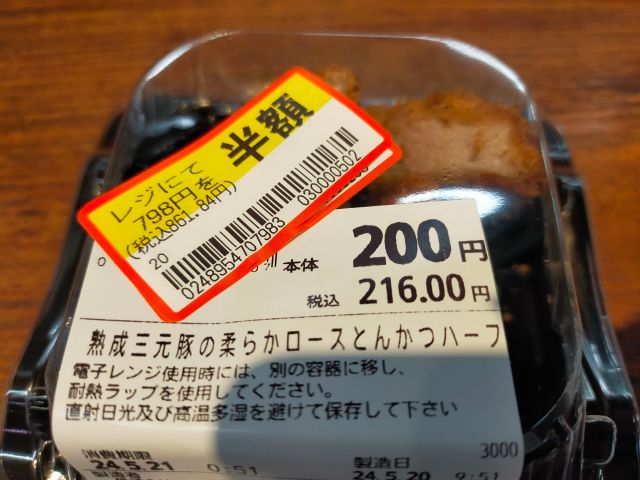 レジにて
798円を
(税込861.84円)
半額
20
0248954707983
030000502
本体 200円
税込 216.00円
熟成三元豚の柔らかロースとんかつハーフ
電子レンジ使用時には、別の容器に移し、
耐熱ラップを使用してください。
直射日光及び高温多湿を避けて保存して下さい
3000
消費期限 製造日
24.5.21 0:51 24.5.20 9:51